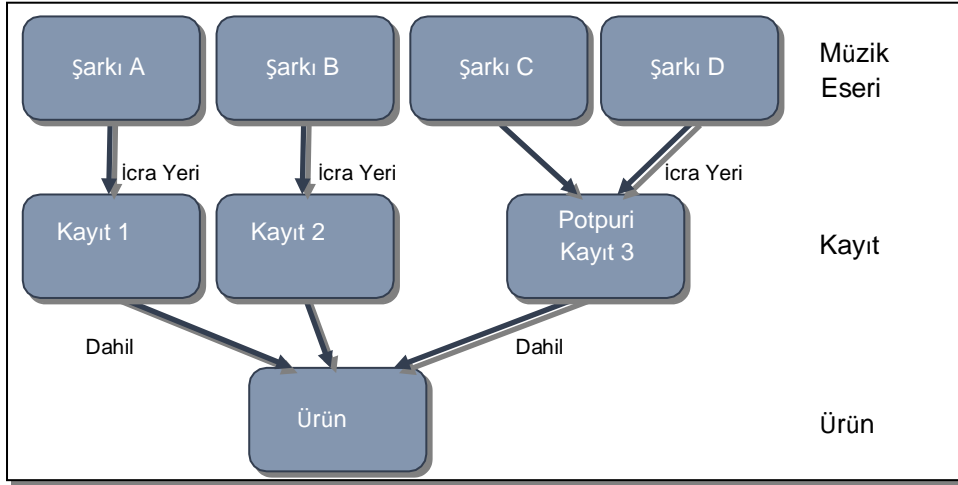 Şarkı A
Şarkı B
Şarkı C
Şarkı D
Müzik
Eseri
İcra Yeri
İcra Yeri
İcra Yeri
Kayıt 1
Kayıt 2
Potpuri
Kayıt 3
Kayıt
Dahil
Dahil
Ürün
Ürün